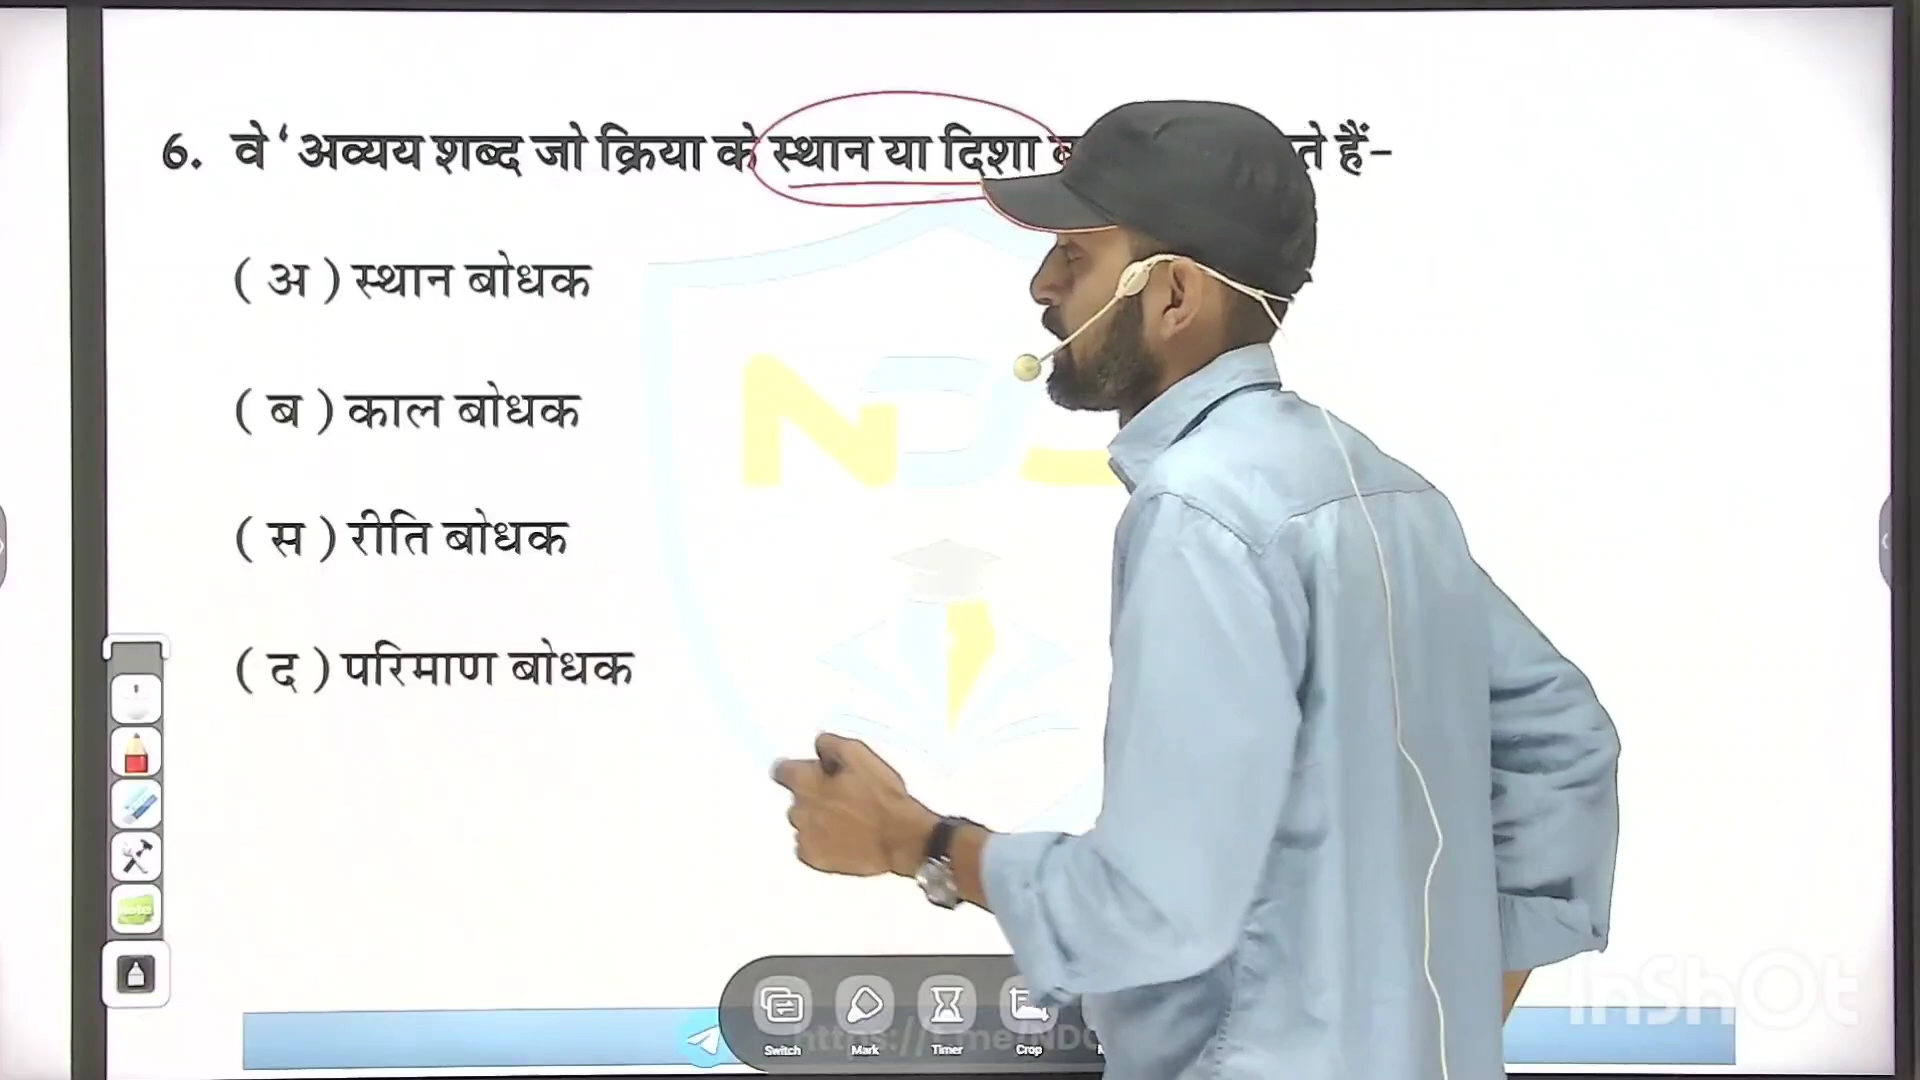 6. वे ‘ अव्यय शब्द जो क्रिया के स्थान या दिशा ते हैं-
( अ ) स्थान बोधक
( ब ) काल बोधक
( स ) रीति बोधक
( द ) परिमाण बोधक
Switch Mark Timer Crop
InShOt